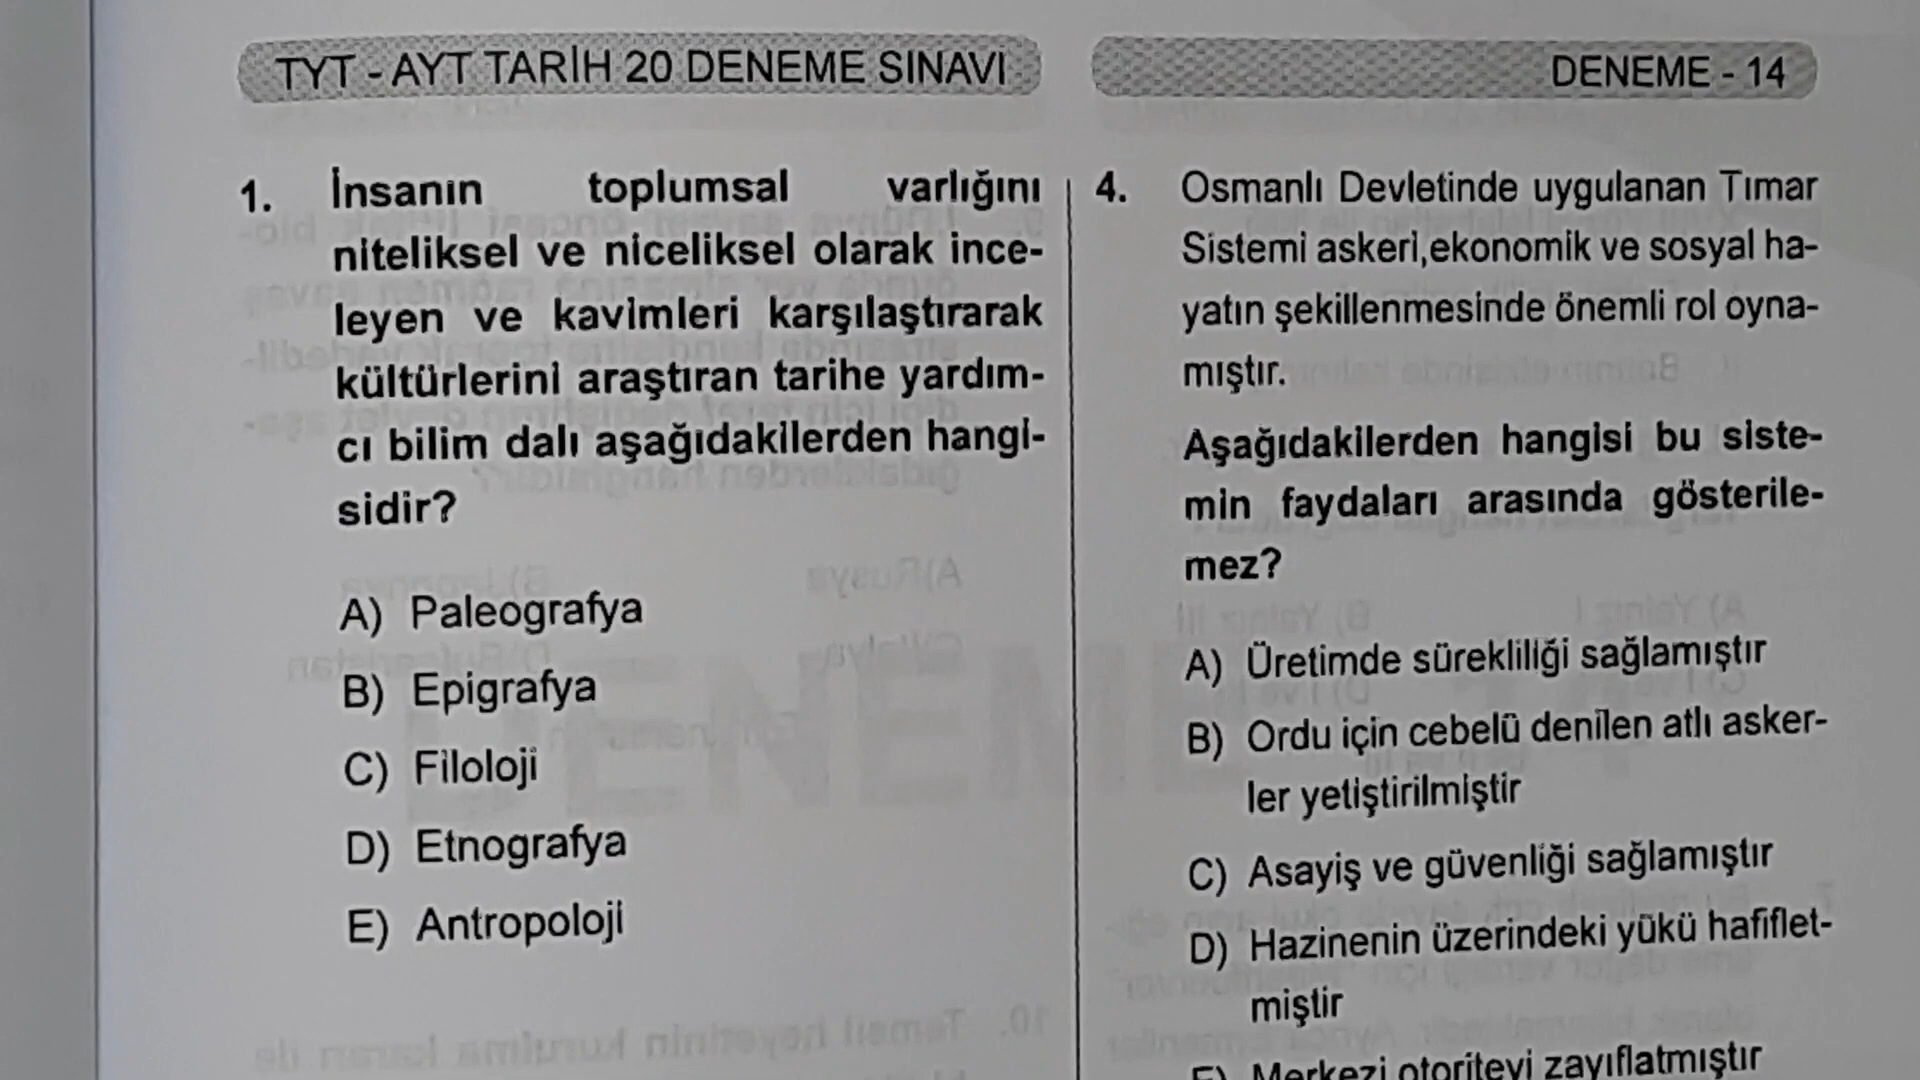 TYT - AYT TARİH 20 DENEME SINAVI
DENEME - 14
1. İnsanın toplumsal varlığını
niteliksel ve niceliksel olarak ince-
leyen ve kavimleri karşılaştırarak
kültürlerini araştıran tarihe yardım-
cı bilim dalı aşağıdakilerden hangi-
sidir?
A) Paleografya
B) Epigrafya
C) Filoloji
D) Etnografya
E) Antropoloji
4. Osmanlı Devletinde uygulanan Tımar
Sistemi askeri,ekonomik ve sosyal ha-
yatın şekillenmesinde önemli rol oyna-
mıştır.
Aşağıdakilerden hangisi bu siste-
min faydaları arasında gösterile-
mez?
A) Üretimde sürekliliği sağlamıştır
B) Ordu için cebelü denilen atlı asker-
ler yetiştirilmiştir
C) Asayiş ve güvenliği sağlamıştır
D) Hazinenin üzerindeki yükü hafiflet-
miştir
E) Merkezi otoriteyi zayıflatmıştır